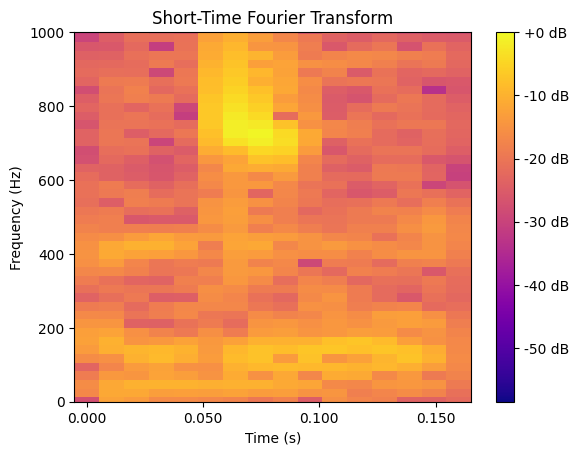 Short-Time Fourier Transform
Frequency (Hz)
1000
800
600
400
200
0
0.000
0.050
0.100
0.150
Time (s)
+0 dB
-10 dB
-20 dB
-30 dB
-40 dB
-50 dB